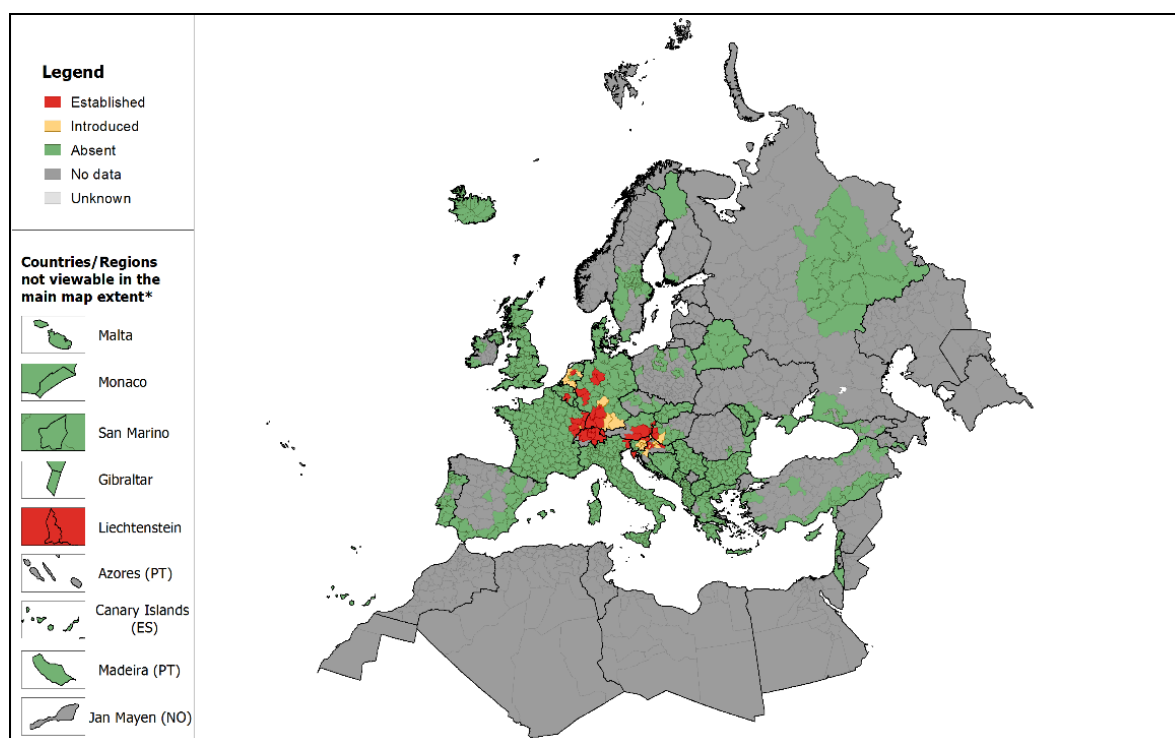 Legend
Established
Introduced
Absent
No data
Unknown
Countries/Regions
not viewable in the
main map extent*
Malta
Monaco
San Marino
Gibraltar
Liechtenstein
Azores (PT)
Canary Islands
(ES)
Madeira (PT)
Jan Mayen (NO)